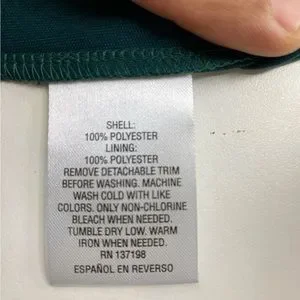 SHELL:
100% POLYESTER
LINING:
100% POLYESTER
REMOVE DETACHABLE TRIM
BEFORE WASHING. MACHINE
WASH COLD WITH LIKE
COLORS. ONLY NON-CHLORINE
BLEACH WHEN NEEDED.
TUMBLE DRY LOW. WARM
IRON WHEN NEEDED.
RN 137198
ESPAÑOL EN REVERSO